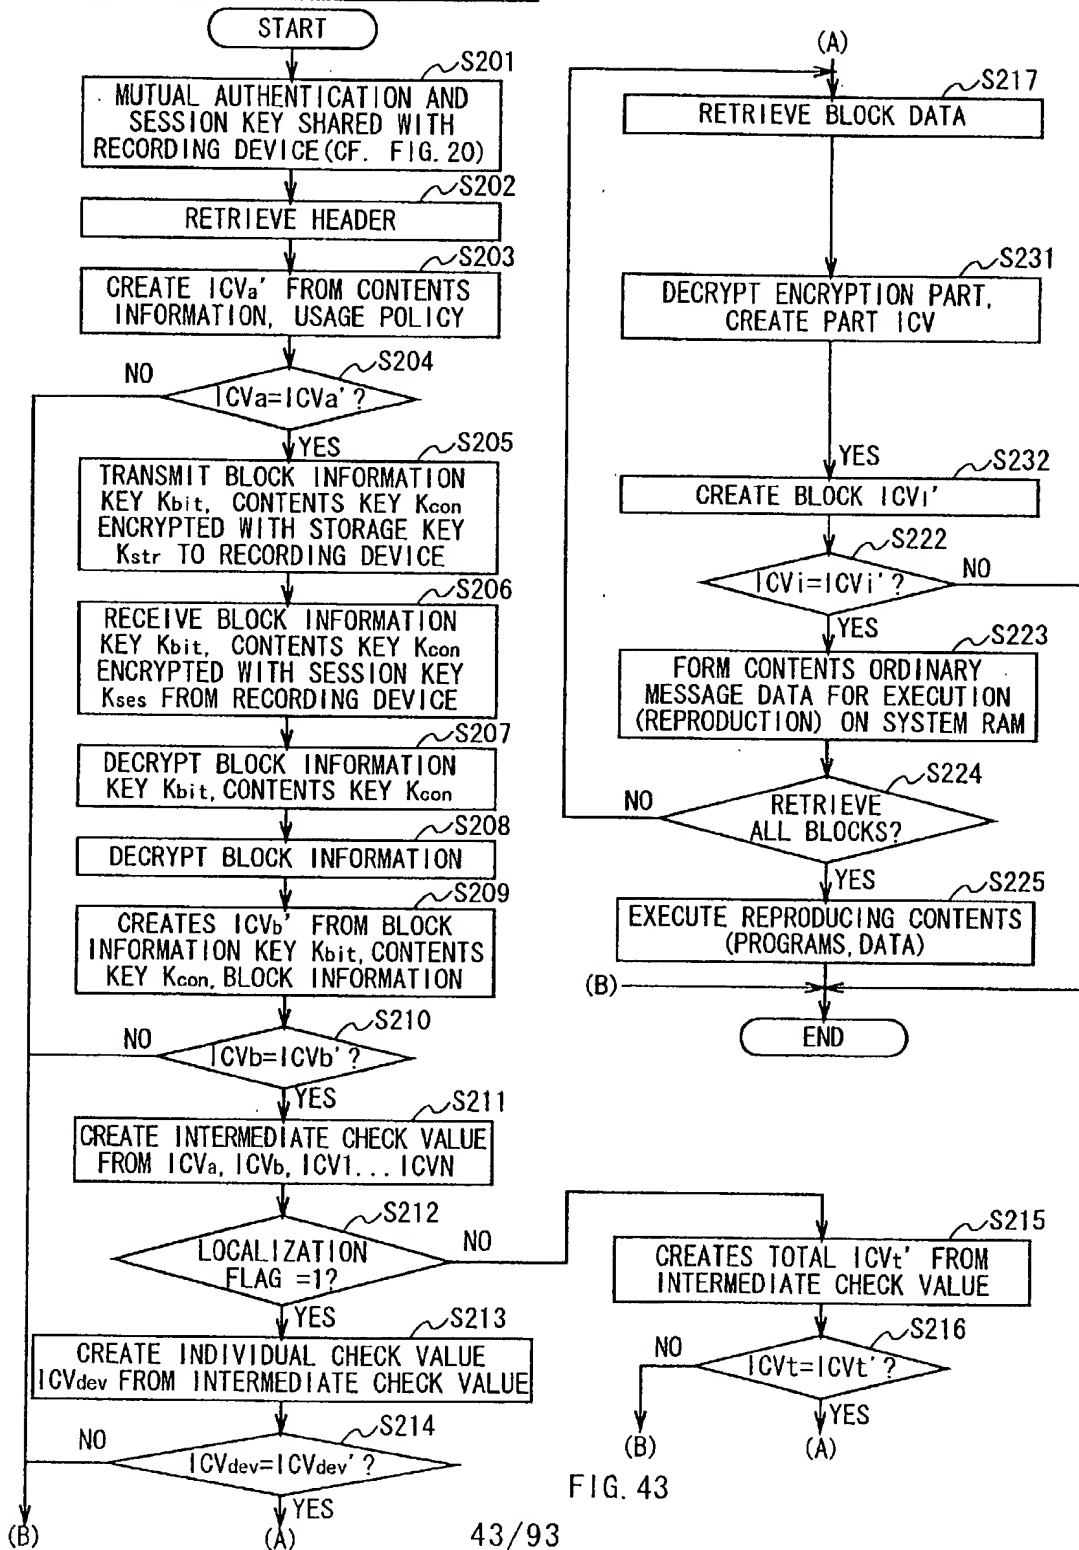 START
S201
MUTUAL AUTHENTICATION AND
SESSION KEY SHARED WITH
RECORDING DEVICE(CF. FIG.20)
S202
RETRIEVE HEADER
S203
CREATE ICVa' FROM CONTENTS
INFORMATION, USAGE POLICY
S204
NO
ICVa=ICVa'?
YES
S205
TRANSMIT BLOCK INFORMATION
KEY Kbit, CONTENTS KEY Kcon
ENCRYPTED WITH STORAGE KEY
Kstr TO RECORDING DEVICE
S206
RECEIVE BLOCK INFORMATION
KEY Kbit, CONTENTS KEY Kcon
ENCRYPTED WITH SESSION KEY
Kses FROM RECORDING DEVICE
S207
DECRYPT BLOCK INFORMATION
KEY Kbit, CONTENTS KEY Kcon
S208
DECRYPT BLOCK INFORMATION
S209
CREATES ICVb' FROM BLOCK
INFORMATION KEY Kbit, CONTENTS
KEY Kcon, BLOCK INFORMATION
S210
NO
ICVb=ICVb'?
YES
S211
CREATE INTERMEDIATE CHECK VALUE
FROM ICVa, ICVb, ICV1...ICVN
S212
LOCALIZATION
FLAG =1?
NO
YES
S213
CREATE INDIVIDUAL CHECK VALUE
ICVdev FROM INTERMEDIATE CHECK VALUE
S214
NO
ICVdev=ICVdev'?
YES
(B)
(A)
(A)
S217
RETRIEVE BLOCK DATA
S231
DECRYPT ENCRYPTION PART,
CREATE PART ICV
YES
S232
CREATE BLOCK ICVi'
S222
ICVi=ICVi'?
NO
YES
S223
FORM CONTENTS ORDINARY
MESSAGE DATA FOR EXECUTION
(REPRODUCTION) ON SYSTEM RAM
S224
NO
RETRIEVE
ALL BLOCKS?
YES
S225
EXECUTE REPRODUCING CONTENTS
(PROGRAMS, DATA)
(B)
END
S215
CREATES TOTAL ICVt' FROM
INTERMEDIATE CHECK VALUE
S216
NO
ICVt=ICVt'?
YES
(B)
(A)
FIG. 43
43/93